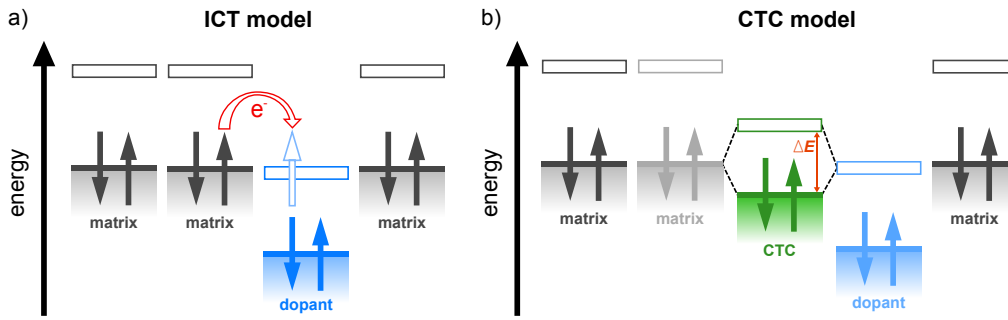 a)
ICT model
energy
e-
matrix
matrix
matrix
dopant
b)
CTC model
energy
ΔE
matrix
matrix
CTC
matrix
dopant